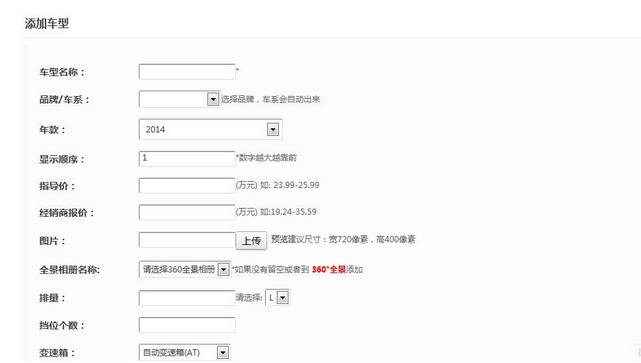 添加车型
车型名称： *
品牌/车系： 选择品牌，车系会自动出来
年款： 2014
显示顺序： 1 *数字越大越靠前
指导价： (万元) 如: 23.99-25.99
经销商报价： (万元) 如:19.24-35.59
图片： 上传 预览建议尺寸：宽720像素，高400像素
全景相册名称: 请选择360全景相册 *如果没有留空或者到 360°全景添加
排量： 请选择: L
挡位个数：
变速箱： 自动变速箱(AT)